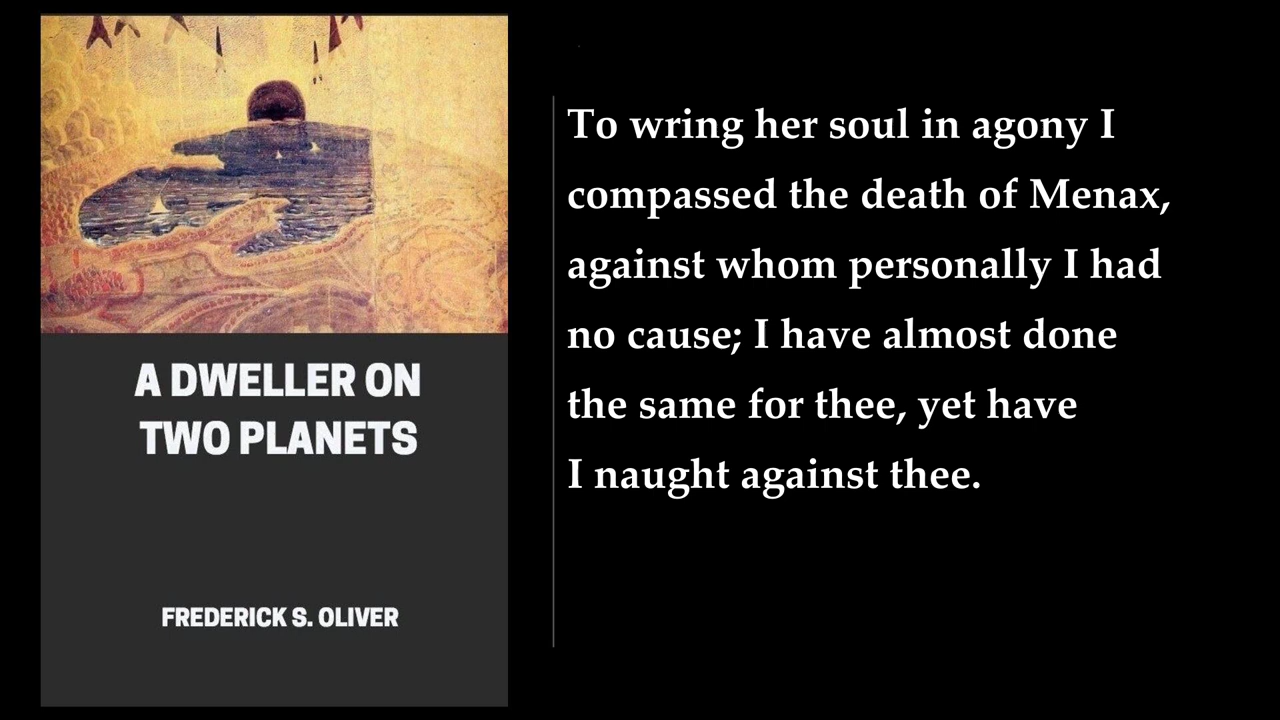 A DWELLER ON
TWO PLANETS
FREDERICK S. OLIVER
To wring her soul in agony I
compassed the death of Menax,
against whom personally I had
no cause; I have almost done
the same for thee, yet have
I naught against thee.